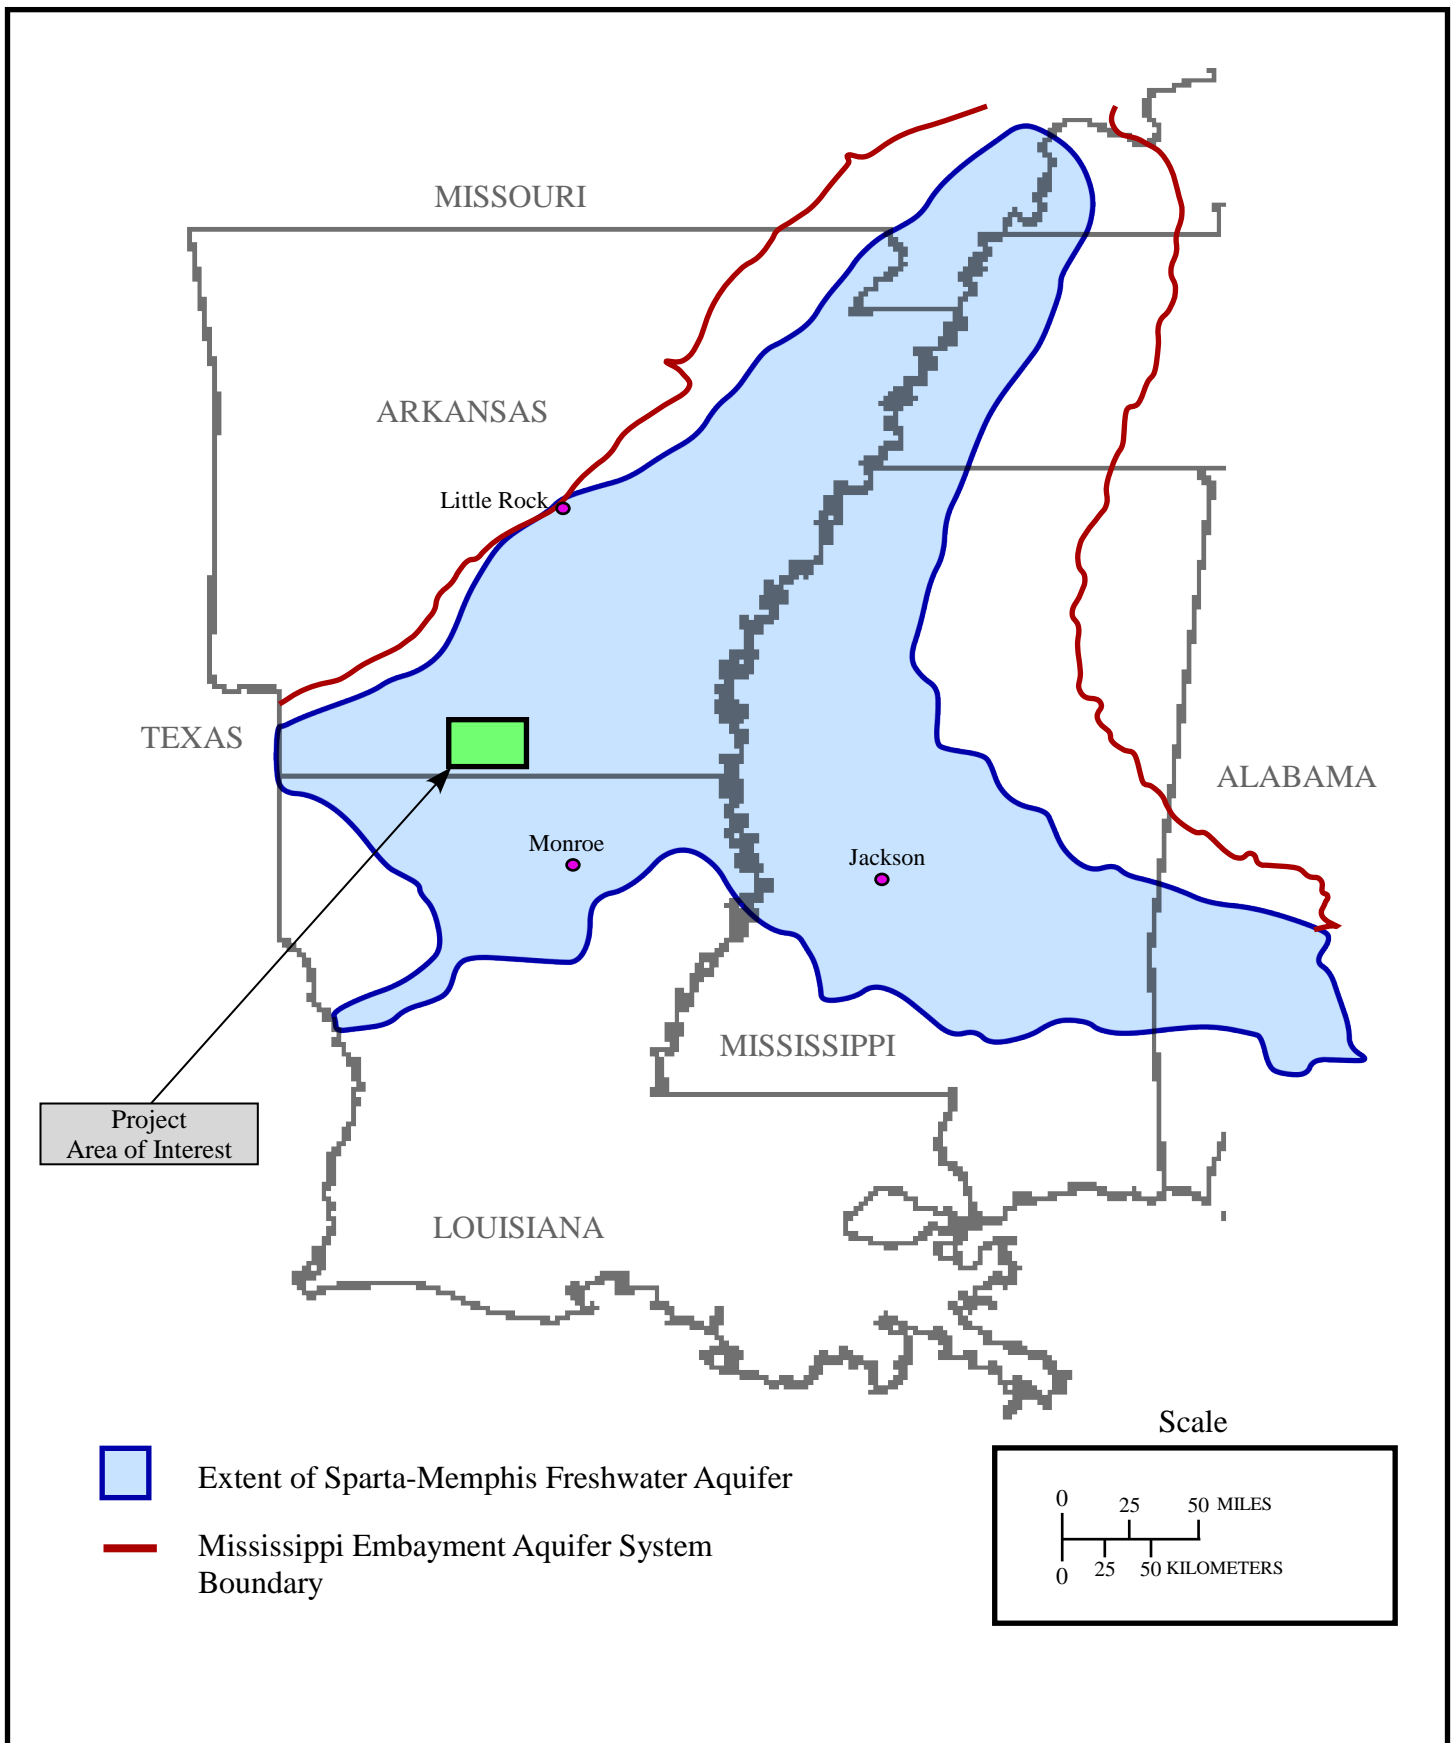 MISSOURI
ARKANSAS
Little Rock
TEXAS
ALABAMA
Monroe
Jackson
MISSISSIPPI
Project
Area of Interest
LOUISIANA
Scale
Extent of Sparta-Memphis Freshwater Aquifer
Mississippi Embayment Aquifer System
Boundary
0 25 50 MILES
0 25 50 KILOMETERS